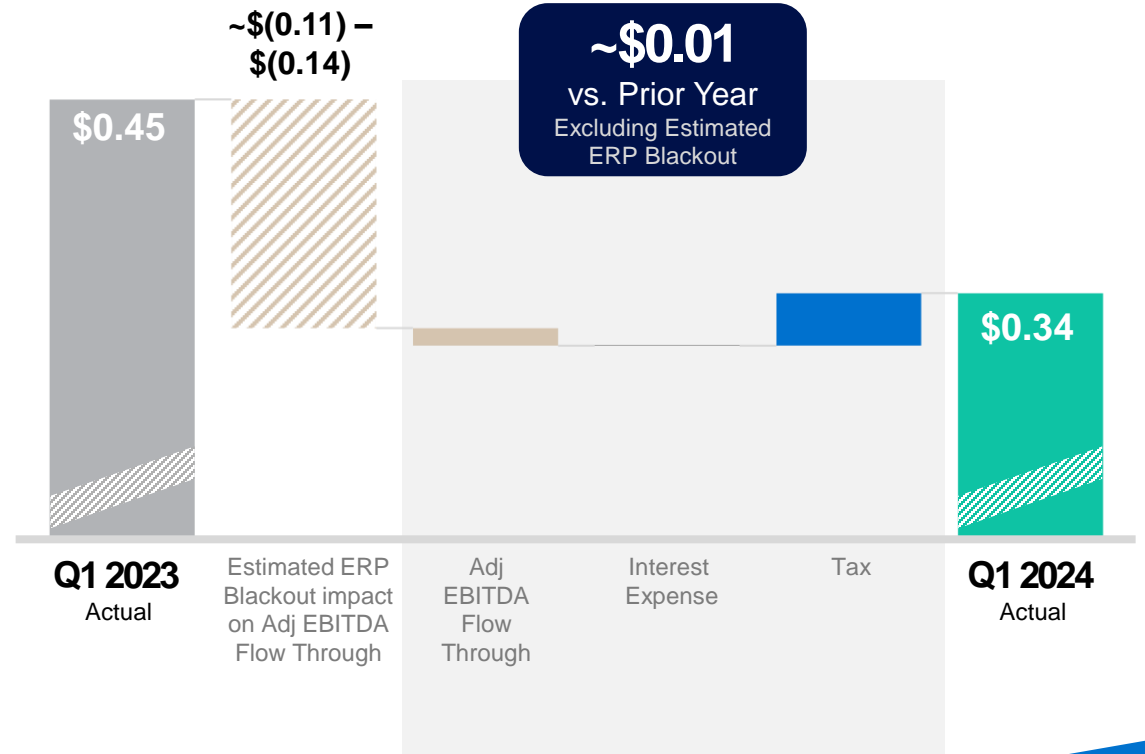 ~$(0.11) –
$(0.14)
~$0.01
vs. Prior Year
Excluding Estimated
ERP Blackout
$0.45
$0.34
Q1 2023
Actual
Estimated ERP
Blackout impact
on Adj EBITDA
Flow Through
Adj
EBITDA
Flow
Through
Interest
Expense
Tax
Q1 2024
Actual